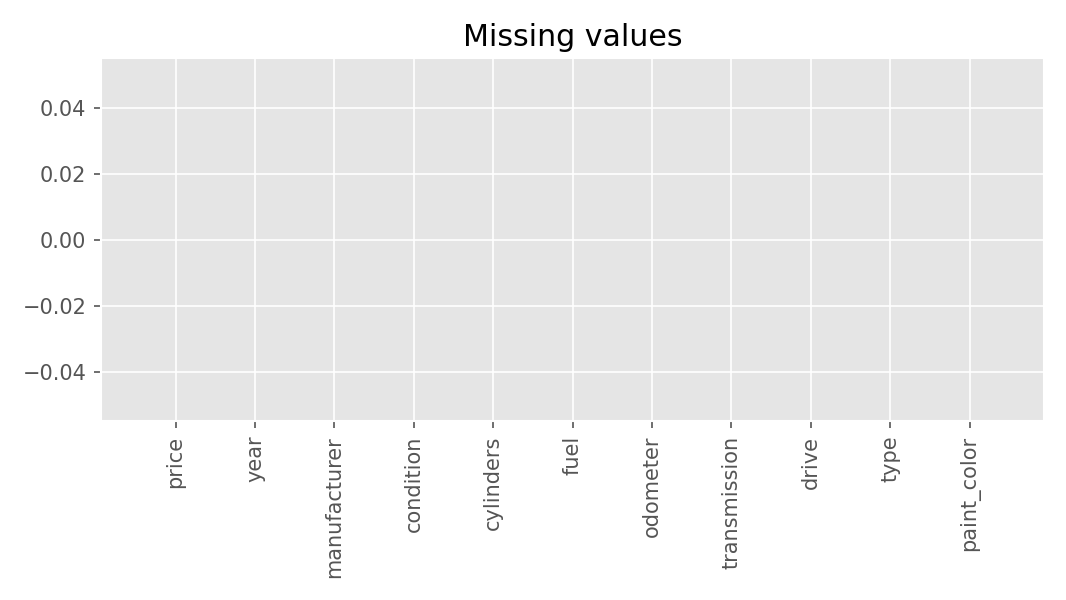 Missing values
0.04
0.02
0.00
−0.02
−0.04
price
year
manufacturer
condition
cylinders
fuel
odometer
transmission
drive
type
paint_color